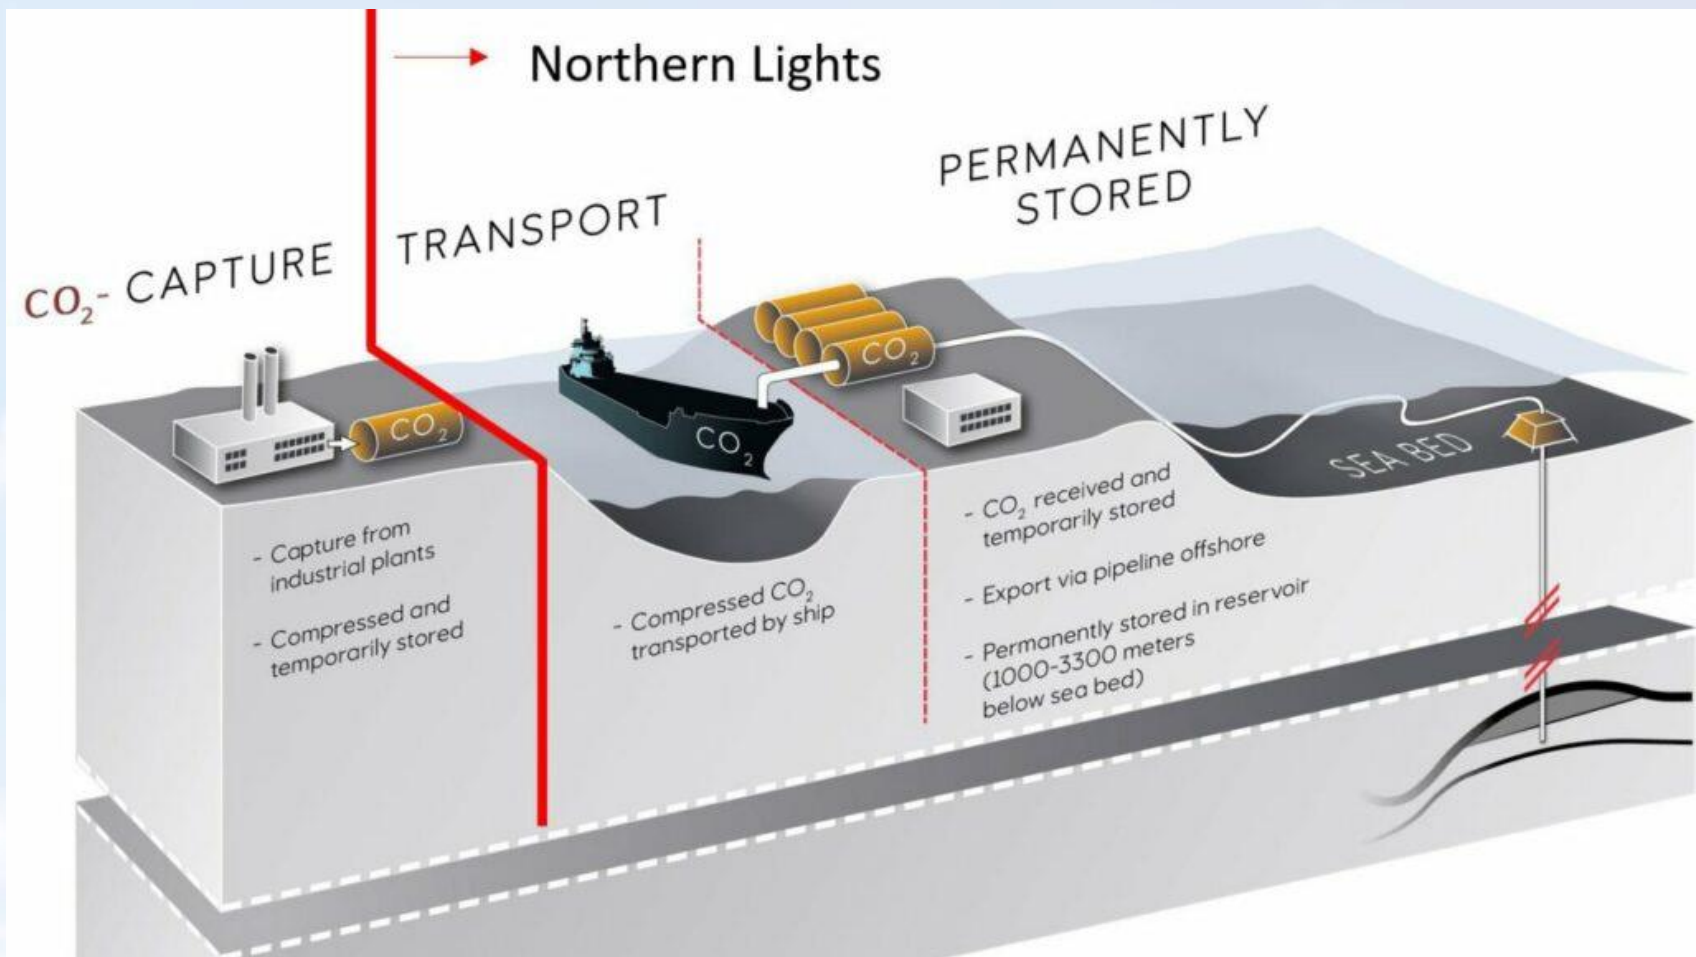 Northern Lights
CO₂- CAPTURE
TRANSPORT
PERMANENTLY
STORED
CO₂
CO₂
CO₂
SEA BED
- Capture from
industrial plants
- Compressed and
temporarily stored
- Compressed CO₂
transported by ship
- CO₂ received and
temporarily stored
- Export via pipeline offshore
- Permanently stored in reservoir
(1000-3300 meters
below sea bed)